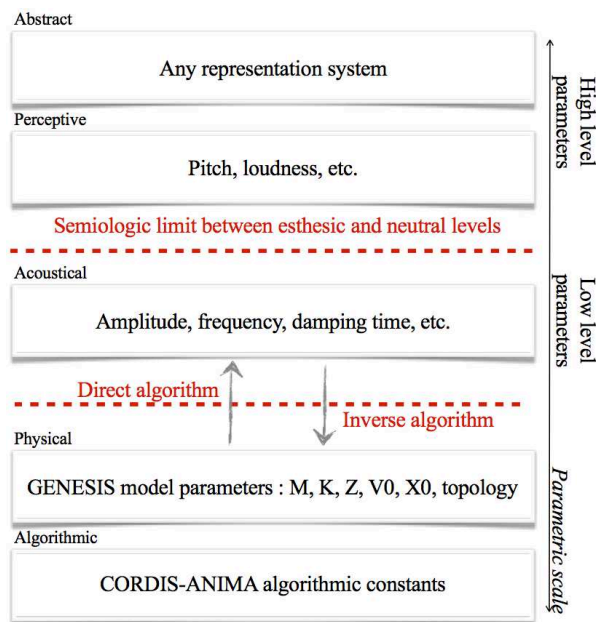 Abstract
Any representation system
Perceptive
Pitch, loudness, etc.
High level
parameters
Semiologic limit between esthesic and neutral levels
Acoustical
Amplitude, frequency, damping time, etc.
Low level
parameters
Direct algorithm
Inverse algorithm
Physical
GENESIS model parameters : M, K, Z, V0, X0, topology
Parametric scale
Algorithmic
CORDIS-ANIMA algorithmic constants